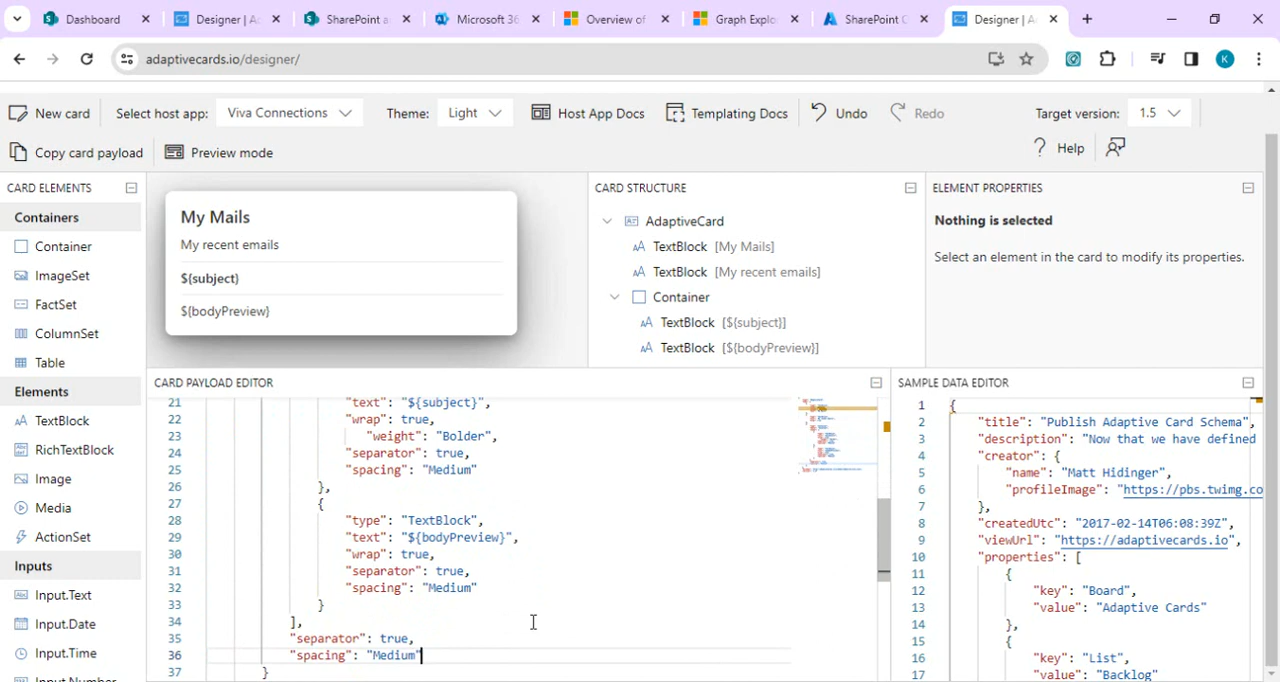 Dashboard
Designer | A
SharePoint a
Microsoft 36
Overview of
Graph Explo
SharePoint C
Designer | A
adaptivecards.io/designer/
K
New card
Select host app:
Viva Connections
Theme:
Light
Host App Docs
Templating Docs
Undo
Redo
Target version:
1.5
Copy card payload
Preview mode
Help
CARD ELEMENTS
Containers
Container
ImageSet
FactSet
ColumnSet
Table
Elements
TextBlock
RichTextBlock
Image
Media
ActionSet
Inputs
Input.Text
Input.Date
Input.Time
Input.Number
My Mails
My recent emails
${subject}
${bodyPreview}
CARD STRUCTURE
AdaptiveCard
TextBlock [My Mails]
TextBlock [My recent emails]
Container
TextBlock [${subject}]
TextBlock [${bodyPreview}]
ELEMENT PROPERTIES
Nothing is selected
Select an element in the card to modify its properties.
CARD PAYLOAD EDITOR
21 "text": "${subject}",
22 "wrap": true,
23 "weight": "Bolder",
24 "separator": true,
25 "spacing": "Medium"
26 },
27 {
28 "type": "TextBlock",
29 "text": "${bodyPreview}",
30 "wrap": true,
31 "separator": true,
32 "spacing": "Medium"
33 }
34 ],
35 "separator": true,
36 "spacing": "Medium"
37 }
SAMPLE DATA EDITOR
1 {
2 "title": "Publish Adaptive Card Schema",
3 "description": "Now that we have defined
4 "creator": {
5 "name": "Matt Hidinger",
6 "profileImage": "https://pbs.twimg.co
7 },
8 "createdUtc": "2017-02-14T06:08:39Z",
9 "viewUrl": "https://adaptivecards.io",
10 "properties": [
11 {
12 "key": "Board",
13 "value": "Adaptive Cards"
14 },
15 {
16 "key": "List",
17 "value": "Backlog"